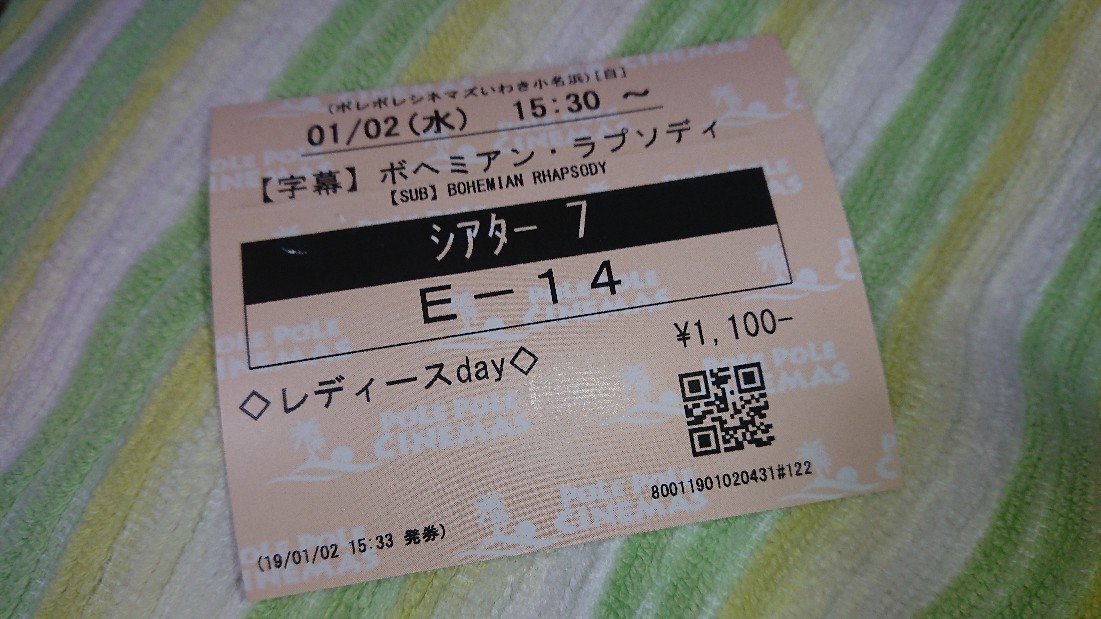 (ポレポレシネマズいわき小名浜)[自]
01/02(水) 15:30 ～
【字幕】ボヘミアン・ラプソディ
【SUB】BOHEMIAN RHAPSODY
シアター 7
E－14
¥1,100-
◇レディースday◇
80011901020431#122
(19/01/02 15:33 発券)
POLE POLE
CINEMAS